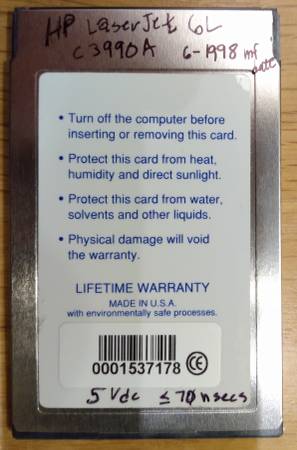 HP LaserJet 6L
C3990A 6-1998 mf
date
• Turn off the computer before
inserting or removing this card.
• Protect this card from heat,
humidity and direct sunlight.
• Protect this card from water,
solvents and other liquids.
• Physical damage will void
the warranty.
LIFETIME WARRANTY
MADE IN U.S.A.
with environmentally safe processes.
0001537178 CE
5 Vdc ≤ 70 nsecs